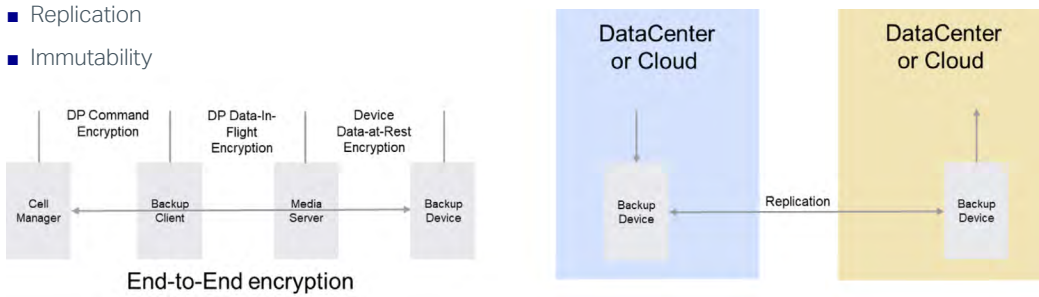 Replication
Immutability
DP Command
Encryption
DP Data-In-
Flight
Encryption
Device
Data-at-Rest
Encryption
Cell
Manager
Backup
Client
Media
Server
Backup
Device
End-to-End encryption
DataCenter
or Cloud
DataCenter
or Cloud
Backup
Device
Replication
Backup
Device